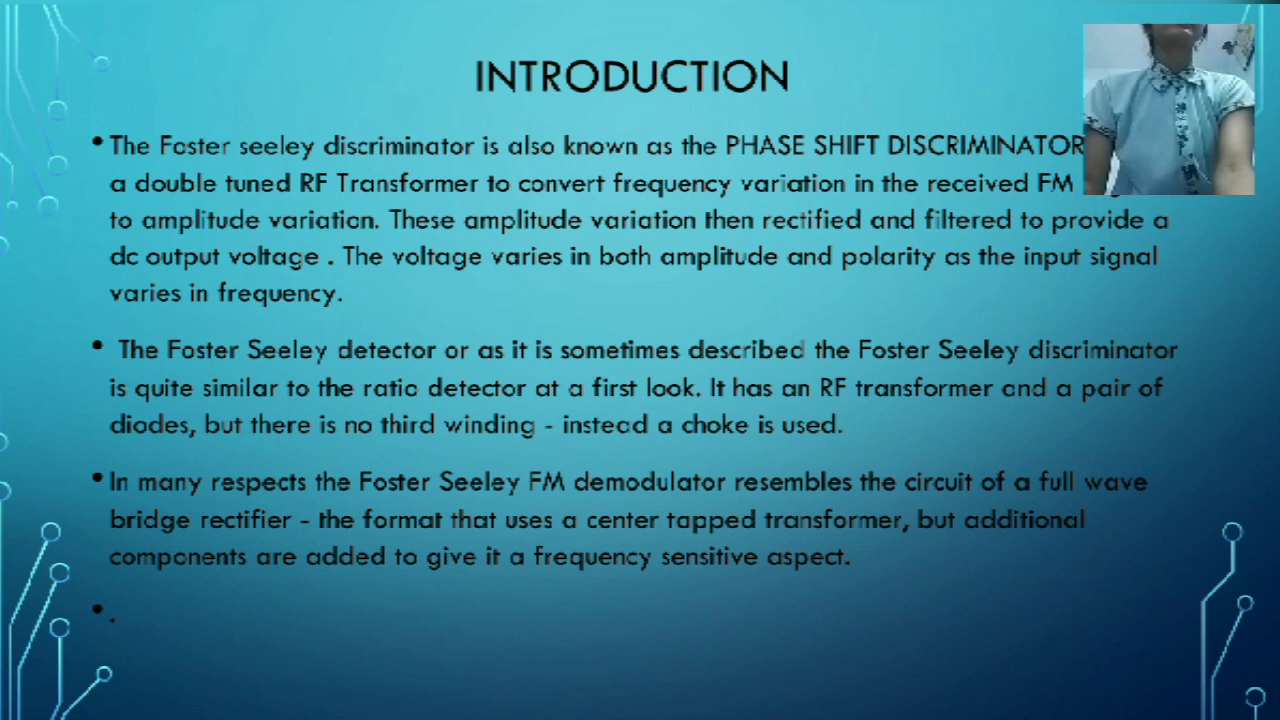 INTRODUCTION
• The Foster seeley discriminator is also known as the PHASE SHIFT DISCRIMINATOR
a double tuned RF Transformer to convert frequency variation in the received FM
to amplitude variation. These amplitude variation then rectified and filtered to provide a
dc output voltage . The voltage varies in both amplitude and polarity as the input signal
varies in frequency.
• The Foster Seeley detector or as it is sometimes described the Foster Seeley discriminator
is quite similar to the ratio detector at a first look. It has an RF transformer and a pair of
diodes, but there is no third winding - instead a choke is used.
• In many respects the Foster Seeley FM demodulator resembles the circuit of a full wave
bridge rectifier - the format that uses a center tapped transformer, but additional
components are added to give it a frequency sensitive aspect.
• .